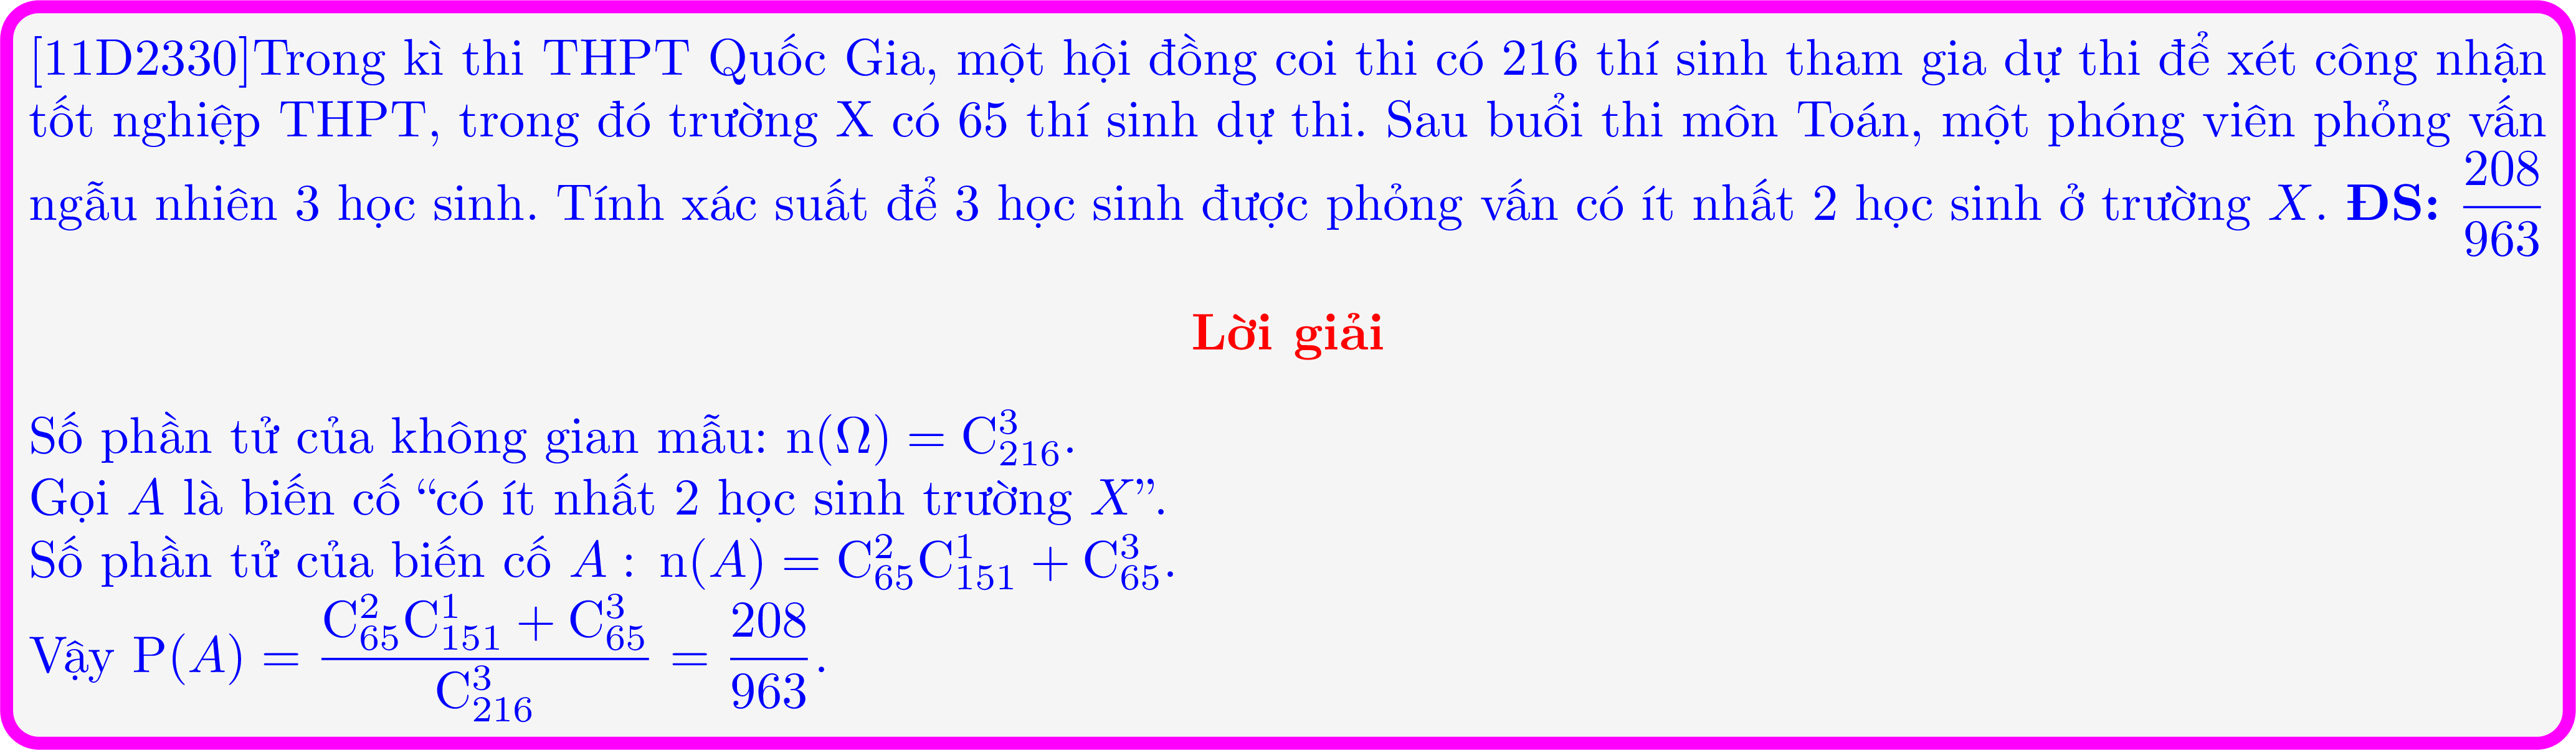 [11D2330]Trong kì thi THPT Quốc Gia, một hội đồng coi thi có 216 thí sinh tham gia dự thi để xét công nhận
tốt nghiệp THPT, trong đó trường X có 65 thí sinh dự thi. Sau buổi thi môn Toán, một phóng viên phỏng vấn
ngẫu nhiên 3 học sinh. Tính xác suất để 3 học sinh được phỏng vấn có ít nhất 2 học sinh ở trường $X$. ĐS: $\dfrac{208}{963}$
Lời giải
Số phần tử của không gian mẫu: $\mathrm{n}(\Omega) = \mathrm{C}_{216}^{3}$.
Gọi $A$ là biến cố “có ít nhất 2 học sinh trường $X$”.
Số phần tử của biến cố $A$ : $\mathrm{n}(A) = \mathrm{C}_{65}^{2}\mathrm{C}_{151}^{1} + \mathrm{C}_{65}^{3}$.
Vậy $\mathrm{P}(A) = \dfrac{\mathrm{C}_{65}^{2}\mathrm{C}_{151}^{1} + \mathrm{C}_{65}^{3}}{\mathrm{C}_{216}^{3}} = \dfrac{208}{963}$.